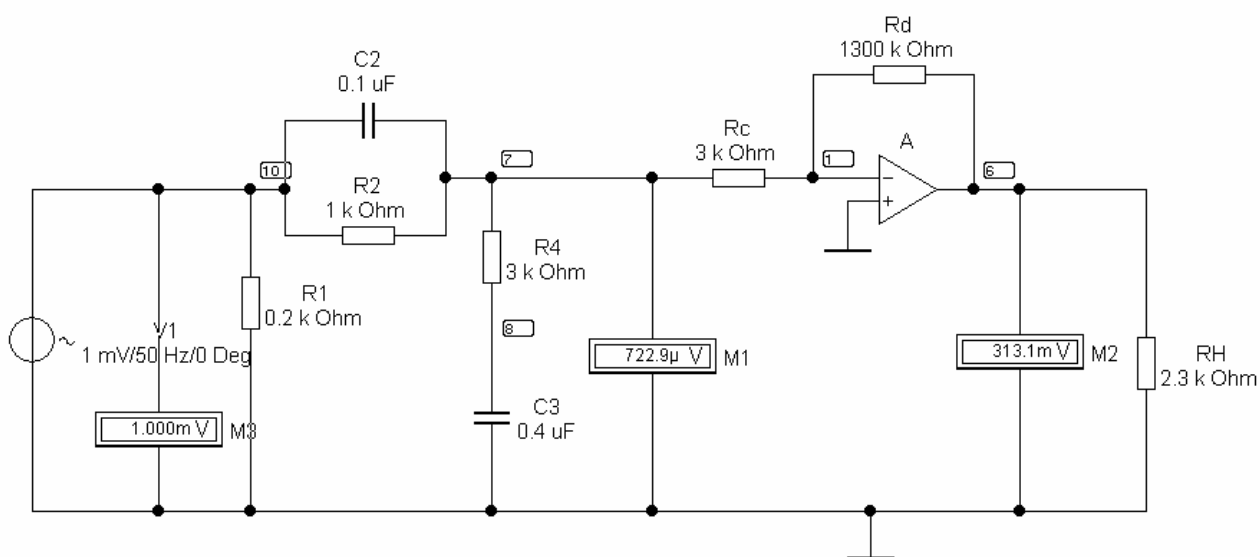 Rd
1300 k Ohm
C2
0.1 uF
Rc
3 k Ohm
A
10
7
1
6
R2
1 k Ohm
R4
3 k Ohm
R1
0.2 k Ohm
8
V1
1 mV/50 Hz/0 Deg
722.9µ V
M1
313.1m V
M2
RH
2.3 k Ohm
C3
0.4 uF
1.000m V
M3